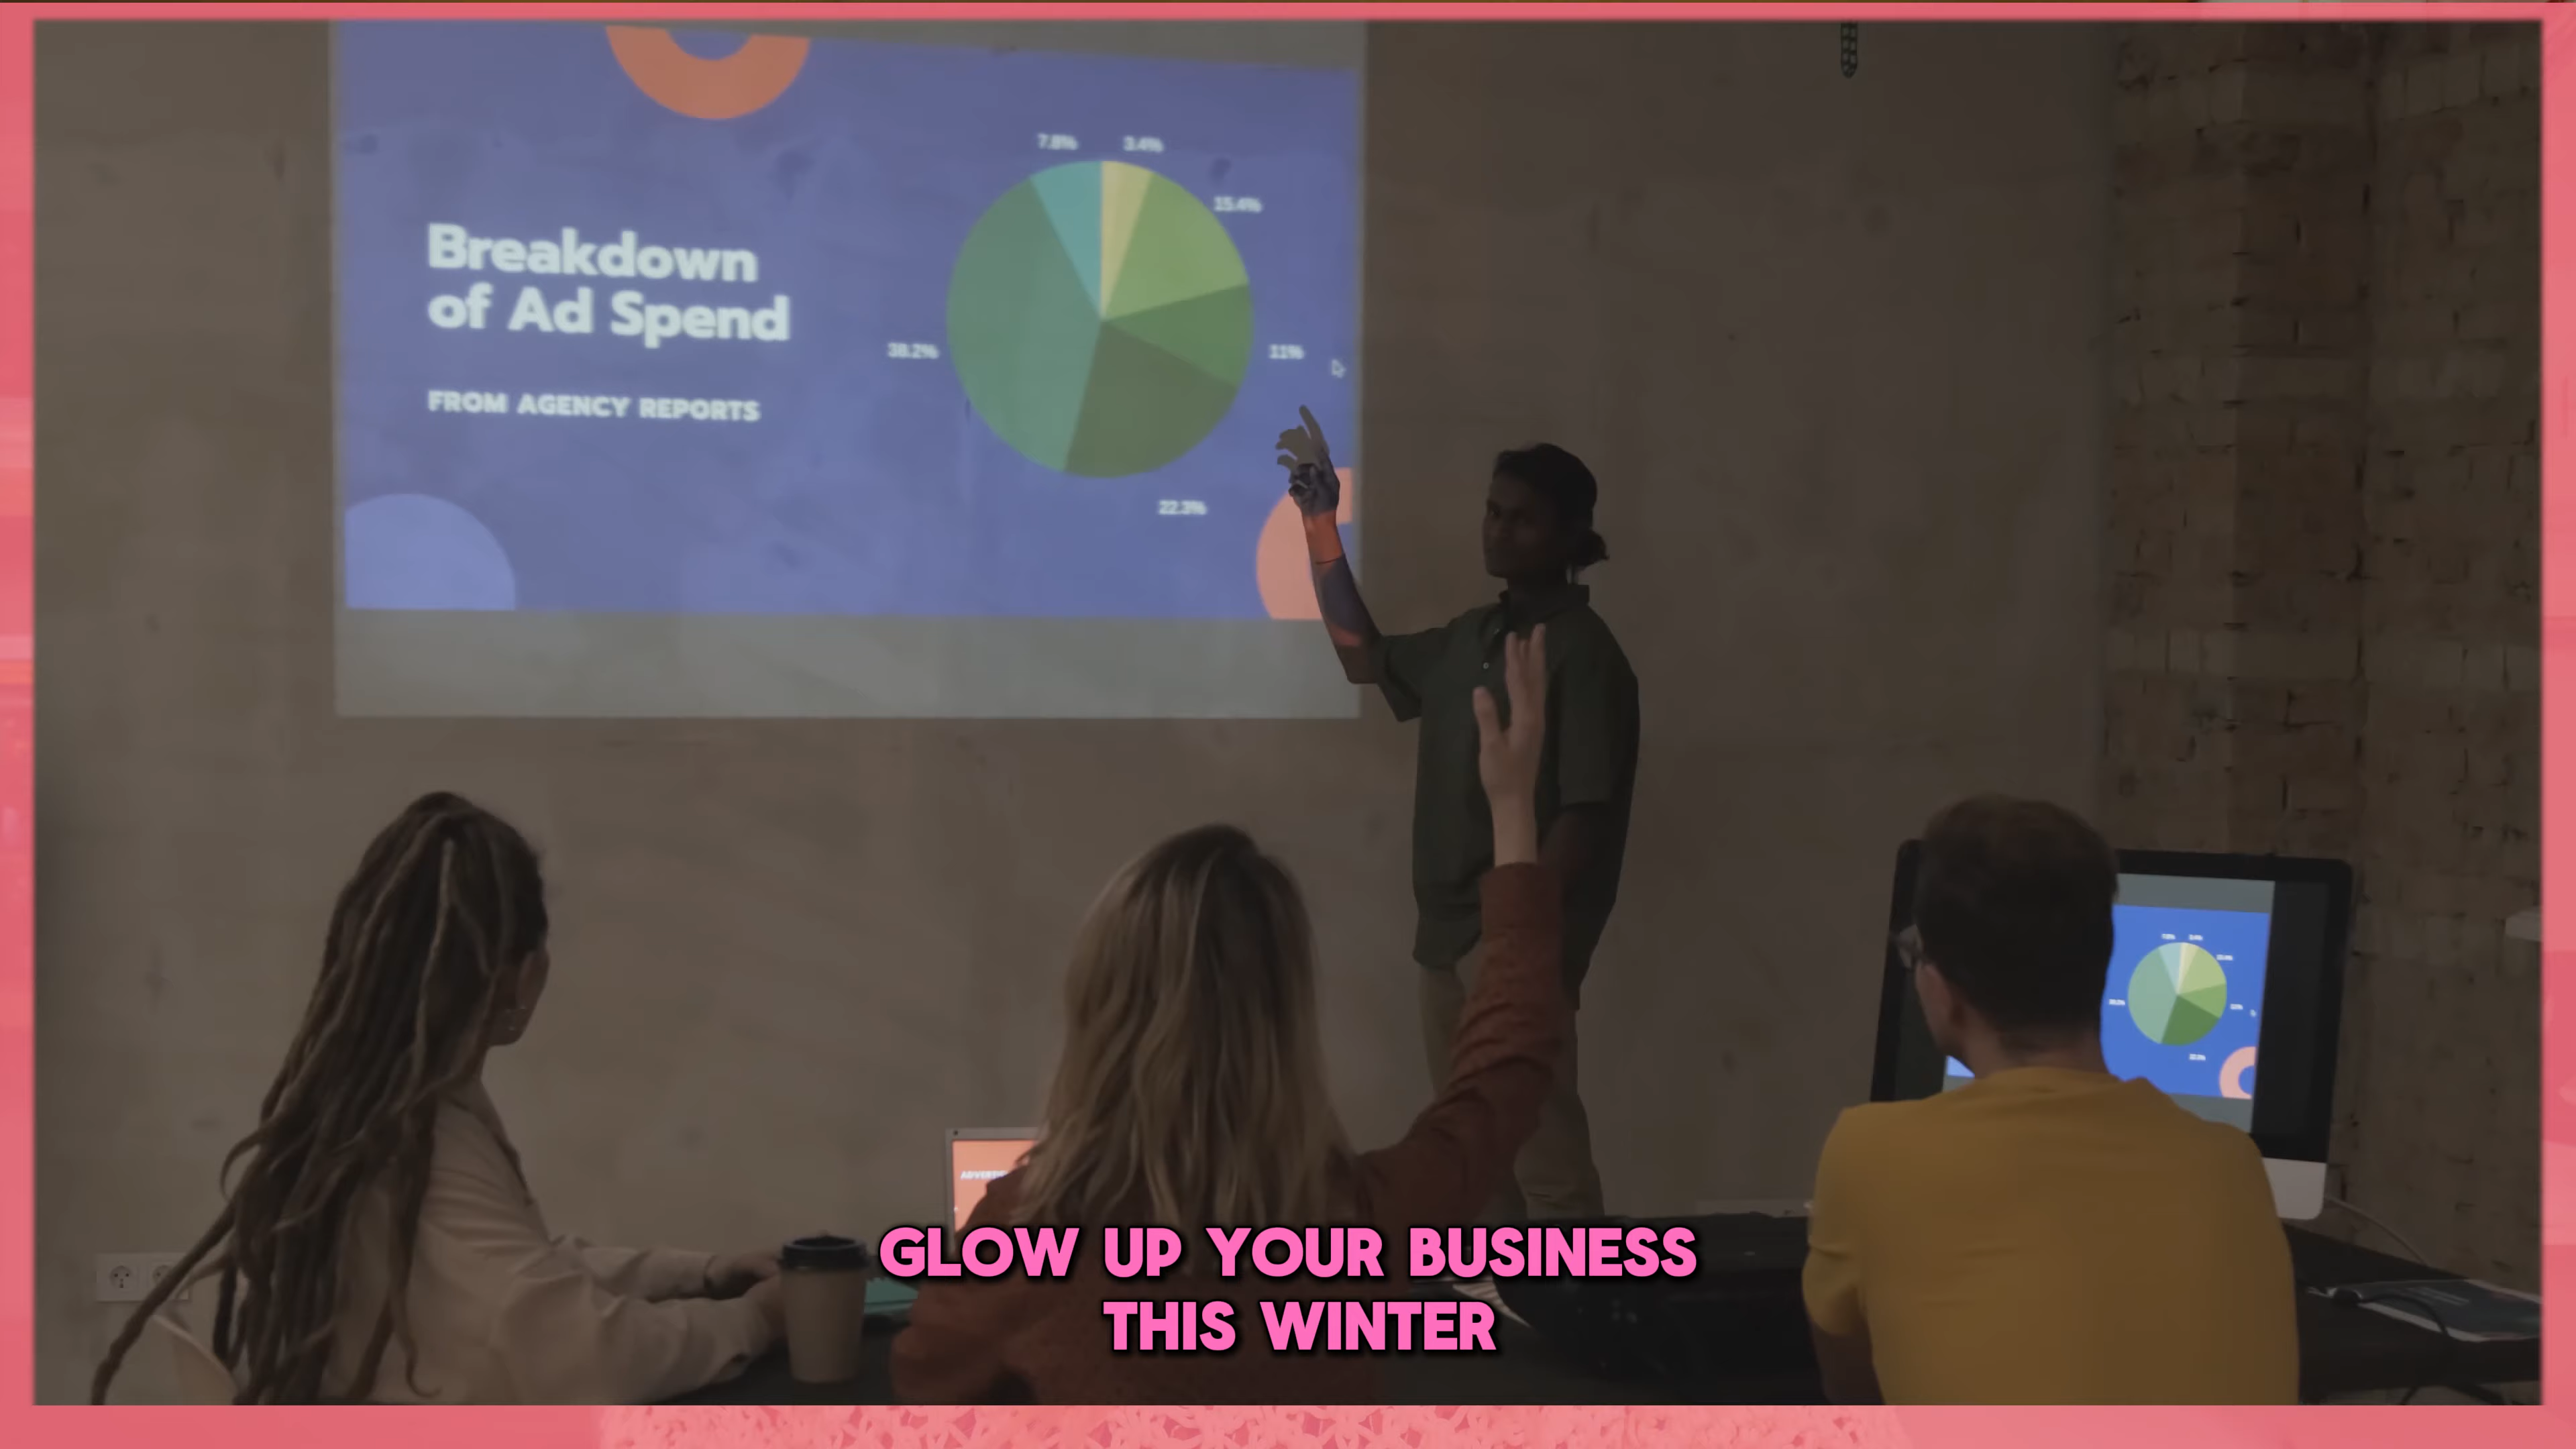 7.8% 3.4%
15.4%
Breakdown
of Ad Spend
38.2%
11%
FROM AGENCY REPORTS
22.3%
GLOW UP YOUR BUSINESS
THIS WINTER